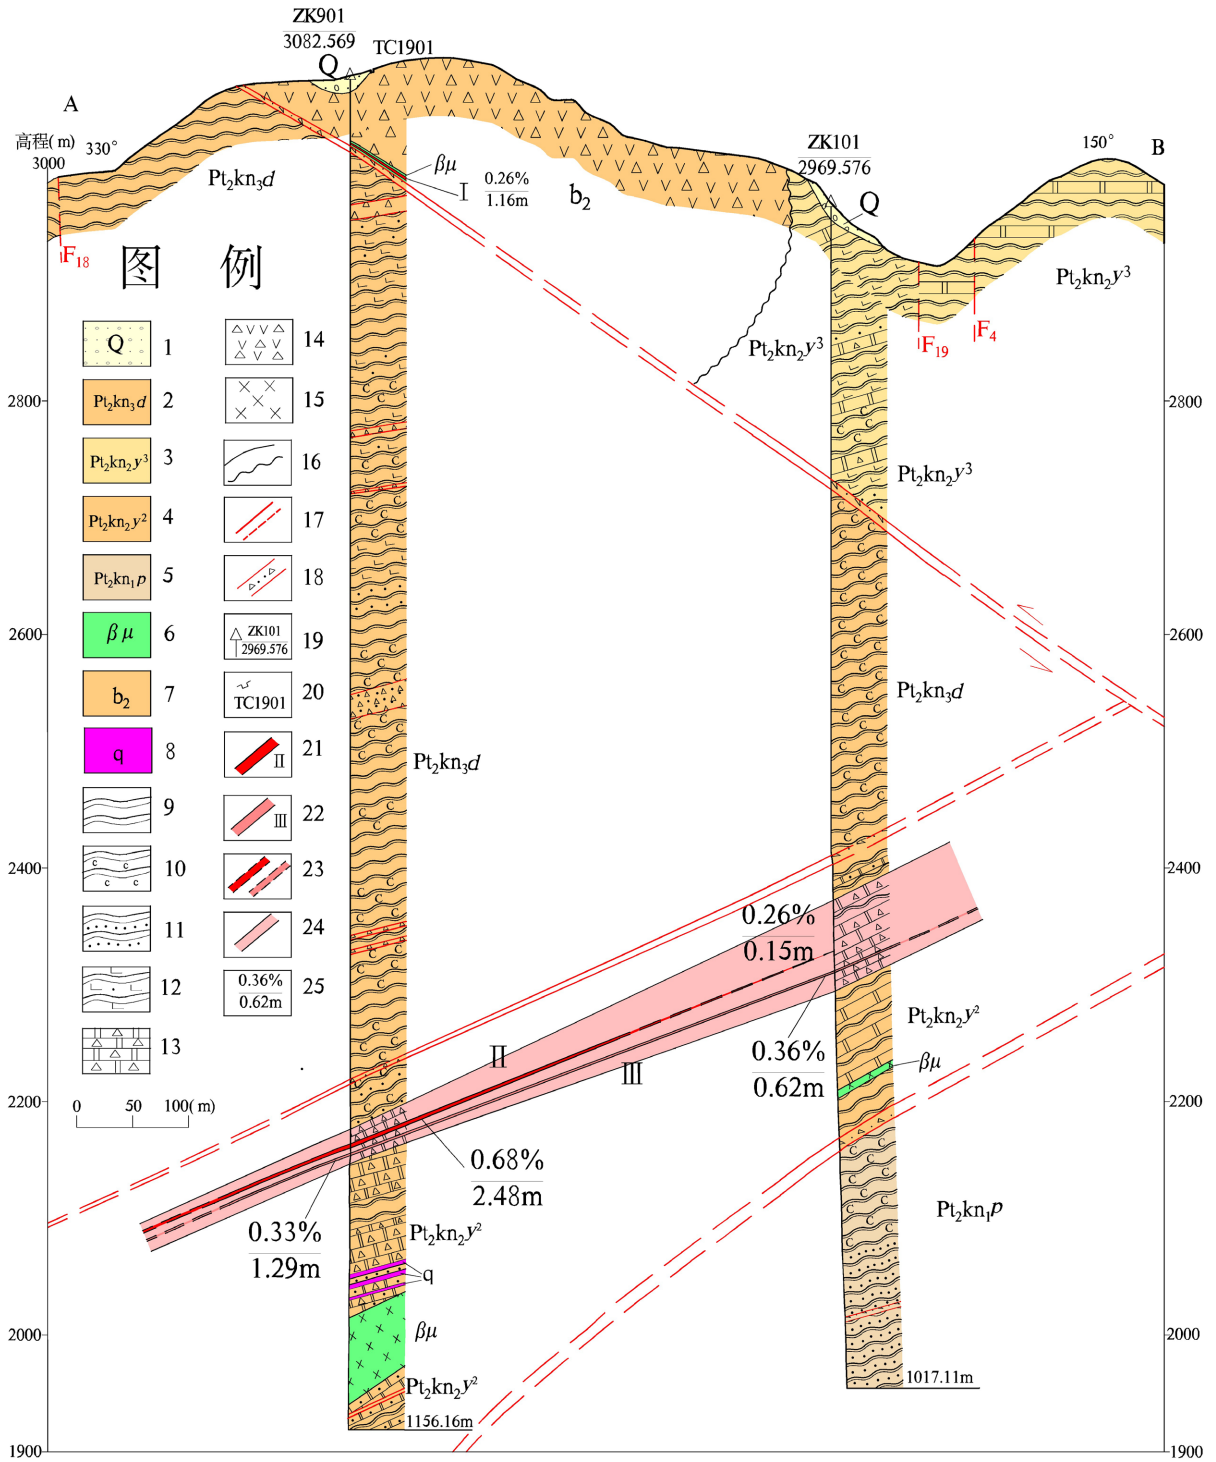 ZK901
3082.569
Q
TC1901
A
高程(m)
3000
330°
Pt₂kn₃d
F₁₈
βμ
I
0.26%
1.16m
b₂
ZK101
2969.576
Q
150°
B
Pt₂kn₂y³
Pt₂kn₂y³
F₁₉
F₄
图 例
Q 1
Pt₂kn₃d 2
Pt₂kn₂y³ 3
Pt₂kn₂y² 4
Pt₂kn₁p 5
βμ 6
b₂ 7
q 8
9
c c
c c
10
11
12
13
14
15
16
17
18
ZK101
2969.576
19
TC1901
20
II 21
III 22
23
24
0.36%
0.62m
25
0 50 100(m)
2800
2600
2400
2200
2000
1900
2800
2600
2400
2200
2000
1900
Pt₂kn₂y³
Pt₂kn₃d
Pt₂kn₃d
0.26%
0.15m
Pt₂kn₂y²
βμ
0.36%
0.62m
II
III
0.68%
2.48m
0.33%
1.29m
Pt₂kn₂y²
q
βμ
Pt₂kn₂y²
1156.16m
Pt₂kn₁p
1017.11m